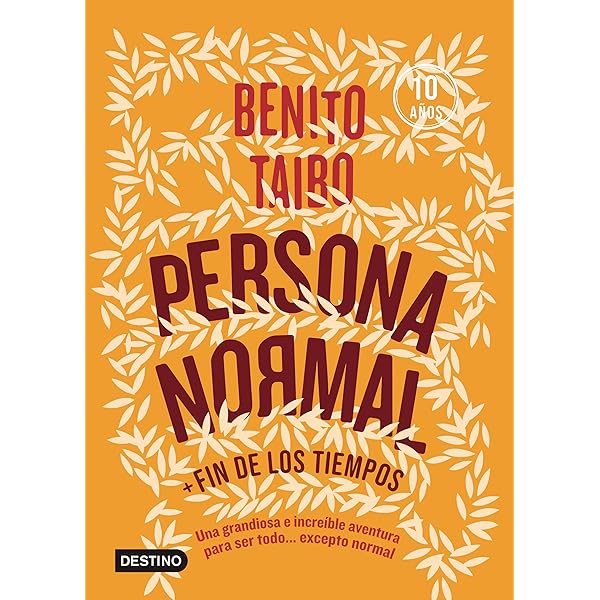 10
AÑOS
BENITO
TAIBO
PERSONA
NORMAL
+ FIN DE LOS TIEMPOS
Una grandiosa e increíble aventura
para ser todo... excepto normal
DESTINO